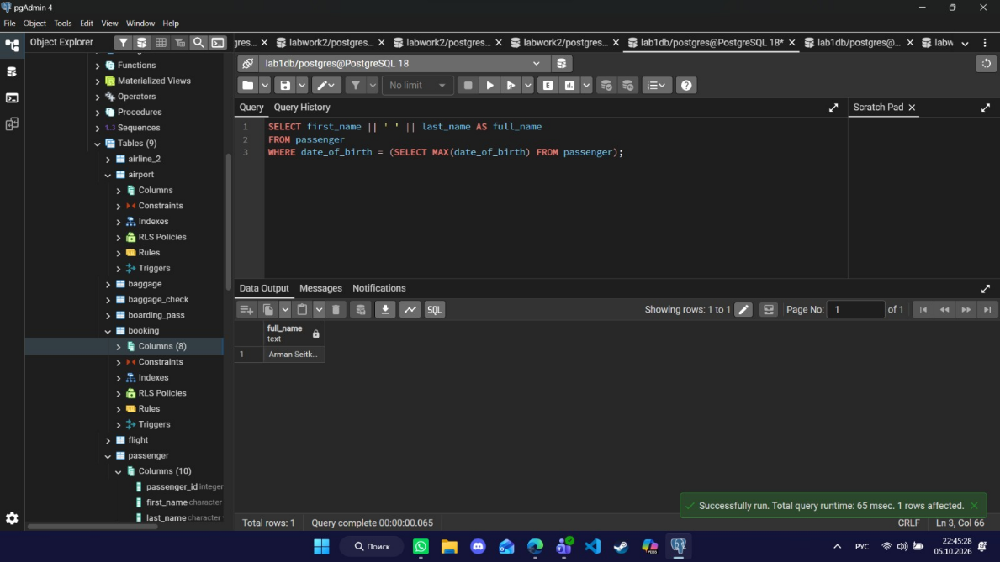 pgAdmin 4
File Object Tools Edit View Window Help
Object Explorer
gres... labwork2/postgres... labwork2/postgres... labwork2/postgres... lab1db/postgres@PostgreSQL 18* lab1db/postgres@... labw
lab1db/postgres@PostgreSQL 18
No limit
Query Query History
Scratch Pad
1 SELECT first_name || ' ' || last_name AS full_name
2 FROM passenger
3 WHERE date_of_birth = (SELECT MAX(date_of_birth) FROM passenger);
Functions
Materialized Views
Operators
Procedures
1..3 Sequences
Tables (9)
airline_2
airport
Columns
Constraints
Indexes
RLS Policies
Rules
Triggers
baggage
baggage_check
boarding_pass
booking
Columns (8)
Constraints
Indexes
RLS Policies
Rules
Triggers
flight
passenger
Columns (10)
passenger_id integer
first_name character
last_name character
Data Output Messages Notifications
SQL
Showing rows: 1 to 1
Page No: 1 of 1
full_name
text
1 Arman Seitk...
Successfully run. Total query runtime: 65 msec. 1 rows affected.
Total rows: 1 Query complete 00:00:00.065
CRLF Ln 3, Col 66
Поиск
РУС
22:45:28
05.10.2026